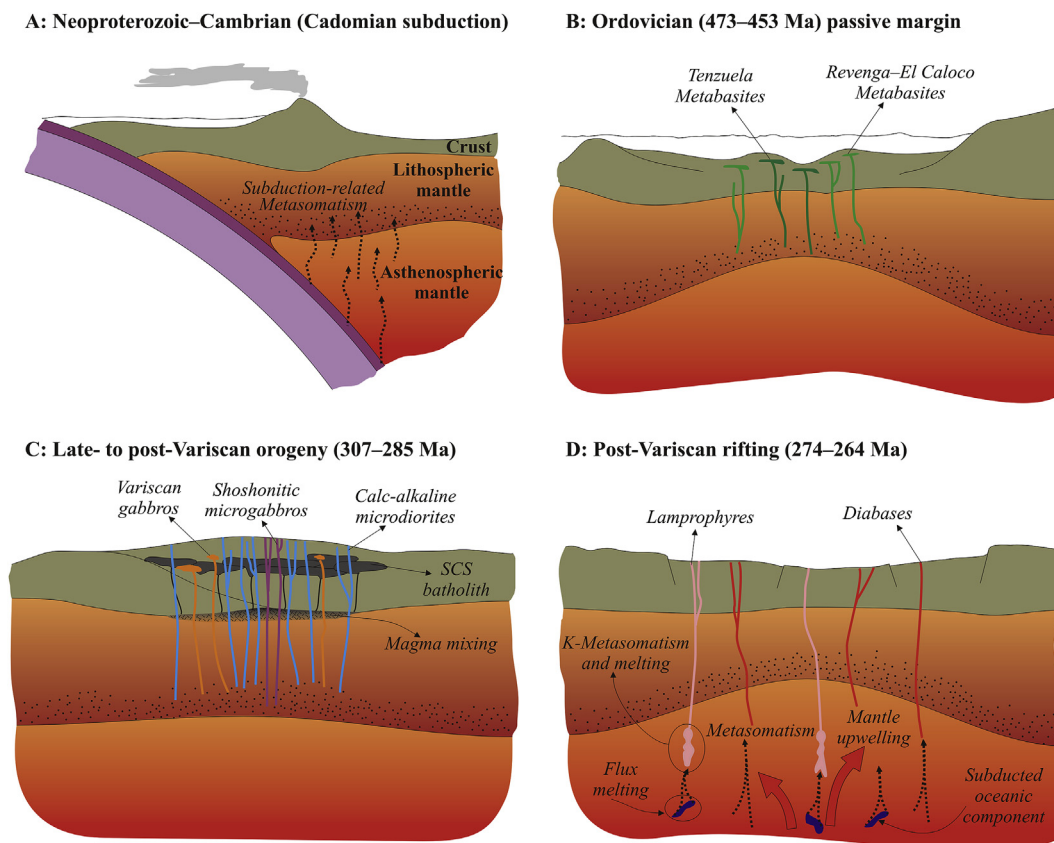 A: Neoproterozoic–Cambrian (Cadomian subduction)
Crust
Lithospheric
mantle
Subduction-related
Metasomatism
Asthenospheric
mantle
B: Ordovician (473–453 Ma) passive margin
Tenzuela
Metabasites
Revenga–El Caloco
Metabasites
C: Late- to post-Variscan orogeny (307–285 Ma)
Variscan
gabbros
Shoshonitic
microgabbros
Calc-alkaline
microdiorites
SCS
batholith
Magma mixing
D: Post-Variscan rifting (274–264 Ma)
Lamprophyres
Diabases
K-Metasomatism
and melting
Metasomatism
Mantle
upwelling
Flux
melting
Subducted
oceanic
component